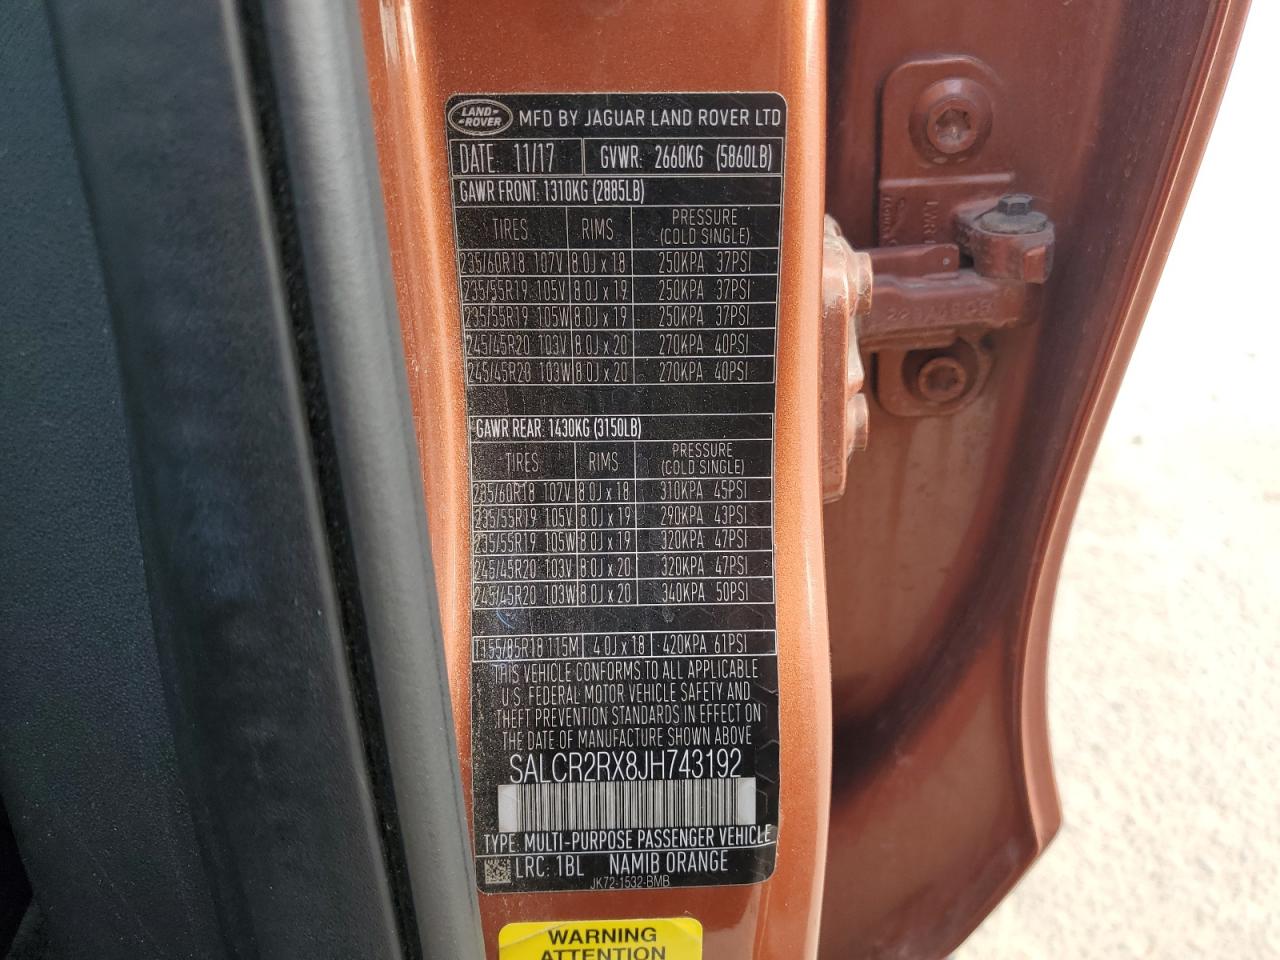 LAND-
ROVER
MFD BY JAGUAR LAND ROVER LTD
DATE: 11/17 GVWR: 2660KG (5860LB)
GAWR FRONT: 1310KG (2885LB)
TIRES RIMS PRESSURE (COLD SINGLE)
235/60R18 107V 8.0J x 18 250KPA 37PSI
235/55R19 105V 8.0J x 19 250KPA 37PSI
235/55R19 105W 8.0J x 19 250KPA 37PSI
245/45R20 103V 8.0J x 20 270KPA 40PSI
245/45R20 103W 8.0J x 20 270KPA 40PSI
GAWR REAR: 1430KG (3150LB)
TIRES RIMS PRESSURE (COLD SINGLE)
235/60R18 107V 8.0J x 18 310KPA 45PSI
235/55R19 105V 8.0J x 19 290KPA 43PSI
235/55R19 105W 8.0J x 19 320KPA 47PSI
245/45R20 103V 8.0J x 20 320KPA 47PSI
245/45R20 103W 8.0J x 20 340KPA 50PSI
T155/85R18 115M 4.0J x 18 420KPA 61PSI
THIS VEHICLE CONFORMS TO ALL APPLICABLE
U.S. FEDERAL MOTOR VEHICLE SAFETY AND
THEFT PREVENTION STANDARDS IN EFFECT ON
THE DATE OF MANUFACTURE SHOWN ABOVE
SALCR2RX8JH743192
TYPE: MULTI-PURPOSE PASSENGER VEHICLE
LRC: 1BL NAMIB ORANGE
JK72-1532-BMB
WARNING
ATTENTION